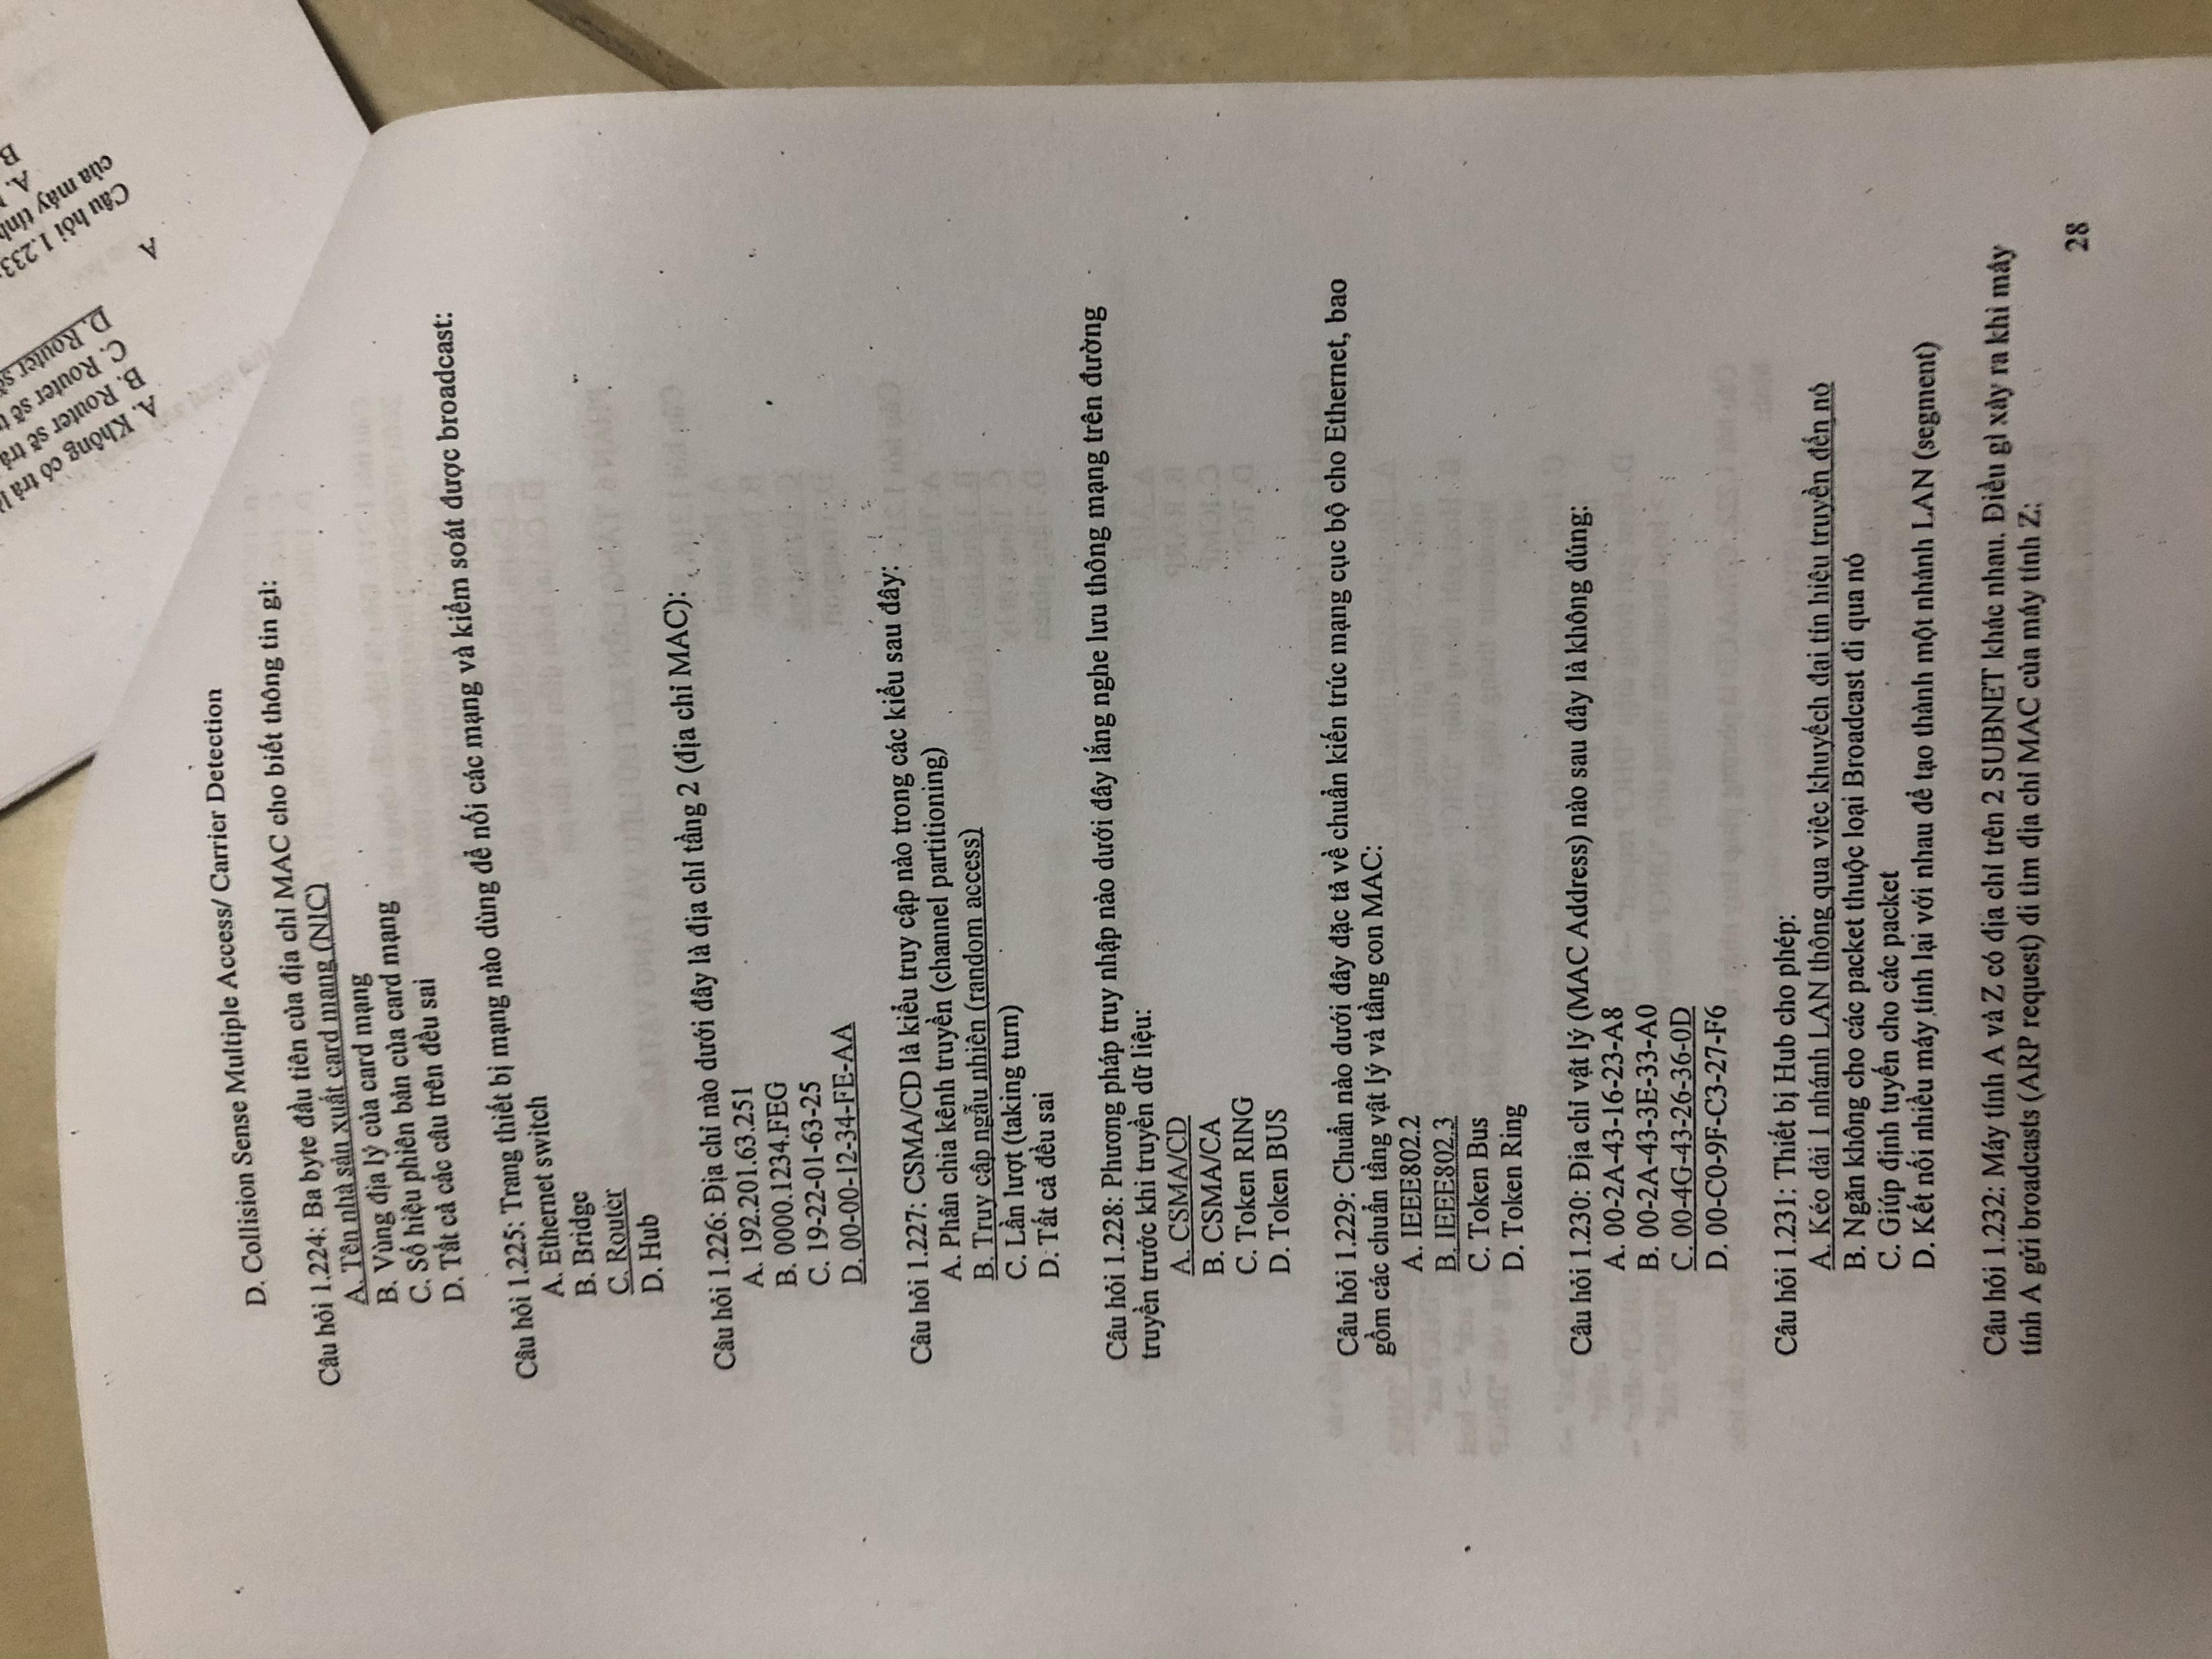 D. Collision Sense Multiple Access/ Carrier Detection
Câu hỏi 1.224: Ba byte đầu tiên của địa chỉ MAC cho biết thông tin gì:
A. Tên nhà sản xuất card mang (NIC)
B. Vùng địa lý của card mạng
C. Số hiệu phiên bản của card mạng
D. Tất cả các câu trên đều sai
Câu hỏi 1.225: Trang thiết bị mạng nào dùng để nối các mạng và kiểm soát được broadcast:
A. Ethernet switch
B. Bridge
C. Router
D. Hub
Câu hỏi 1.226: Địa chỉ nào dưới đây là địa chỉ tầng 2 (địa chỉ MAC):
A. 192.201.63.251
B. 0000.1234.FEG
C. 19-22-01-63-25
D. 00-00-12-34-FE-AA
Câu hỏi 1.227: CSMA/CD là kiểu truy cập nào trong các kiểu sau đây:
A. Phân chia kênh truyền (channel partitioning)
B. Truy cập ngẫu nhiên (random access)
C. Lần lượt (taking turn)
D. Tất cả đều sai
Câu hỏi 1.228: Phương pháp truy nhập nào dưới đây lắng nghe lưu thông mạng trên đường
truyền trước khi truyền dữ liệu:
A. CSMA/CD
B. CSMA/CA
C. Token RING
D. Token BUS
Câu hỏi 1.229: Chuẩn nào dưới đây đặc tả về chuẩn kiến trúc mạng cục bộ cho Ethernet, bao
gồm các chuẩn tầng vật lý và tầng con MAC:
A. IEEE802.2
B. IEEE802.3
C. Token Bus
D. Token Ring
Câu hỏi 1.230: Địa chỉ vật lý (MAC Address) nào sau đây là không đúng:
A. 00-2A-43-16-23-A8
B. 00-2A-43-3E-33-A0
C. 00-4G-43-26-36-0D
D. 00-C0-9F-C3-27-F6
Câu hỏi 1.231: Thiết bị Hub cho phép:
A. Kéo dài 1 nhánh LAN thông qua việc khuyếch đại tín hiệu truyền đến nó
B. Ngăn không cho các packet thuộc loại Broadcast đi qua nó
C. Giúp định tuyến cho các packet
D. Kết nối nhiều máy tính lại với nhau để tạo thành một nhánh LAN (segment)
Câu hỏi 1.232: Máy tính A và Z có địa chỉ trên 2 SUBNET khác nhau. Điều gì xảy ra khi máy
tính A gửi broadcasts (ARP request) đi tìm địa chỉ MAC của máy tính Z:
28
A. Không có trả
B. Router sẽ trả
C. Router sẽ
D. Router
Câu hỏi 1.233
của máy tính
A.
B
A